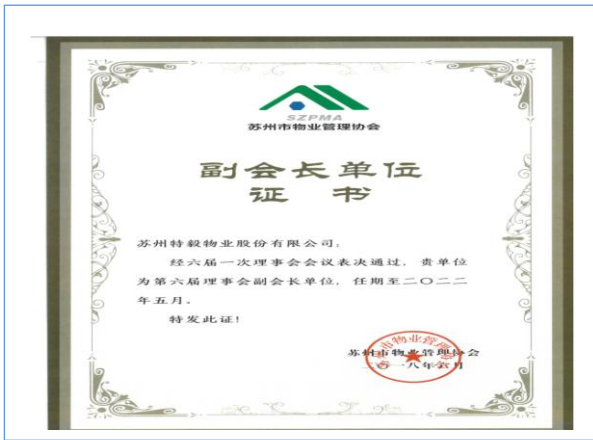 SZPMA
苏州市物业管理协会
副会长单位
证 书
苏州特毅物业股份有限公司：
经六届一次理事会会议表决通过，贵单位
为第六届理事会副会长单位，任期至二〇二二
年五月。
特发此证！
苏州市物业管理协会
二〇一八年六月